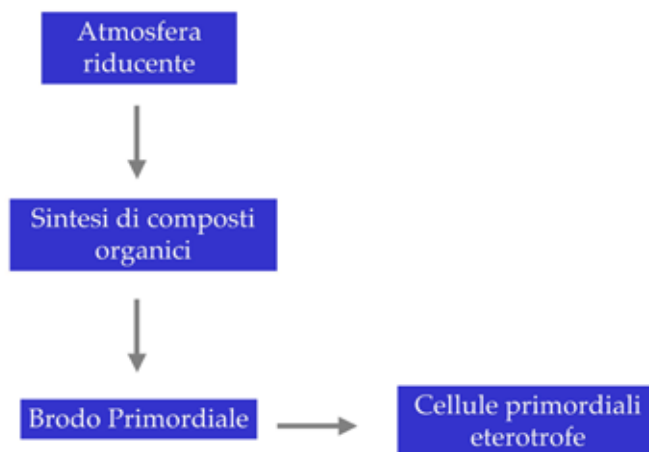 Atmosfera
riducente
Sintesi di composti
organici
Brodo Primordiale
Cellule primordiali
eterotrofe